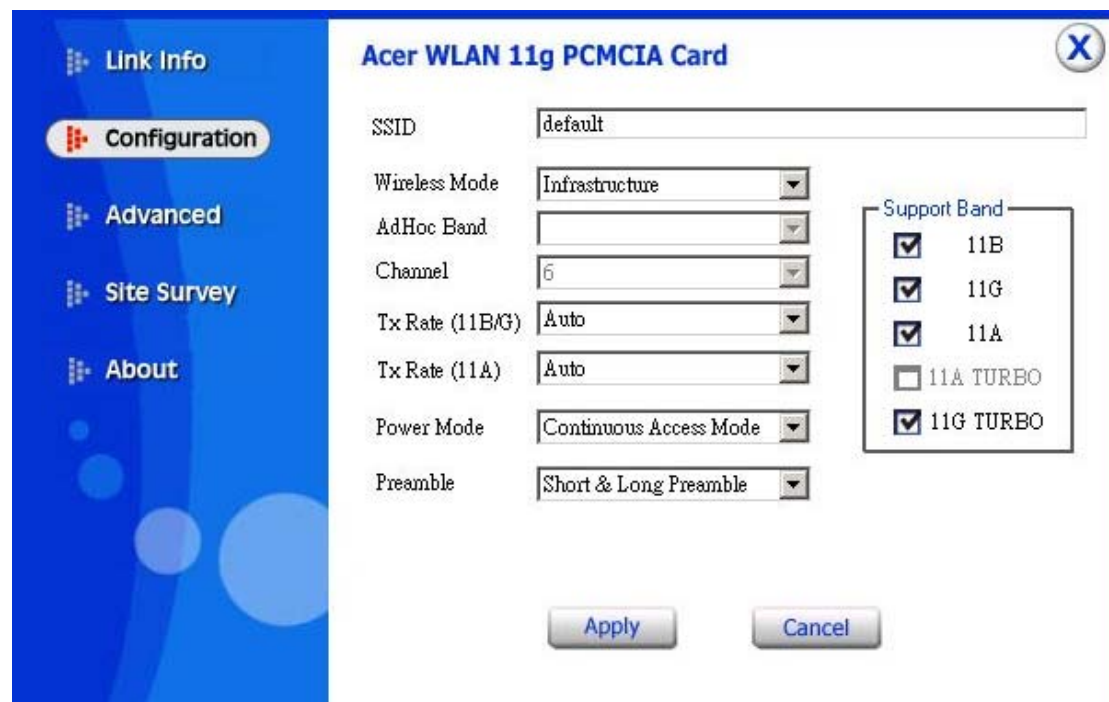 Link Info
Configuration
Advanced
Site Survey
About
Acer WLAN 11g PCMCIA Card
X
SSID default
Wireless Mode Infrastructure
AdHoc Band
Channel 6
Tx Rate (11B/G) Auto
Tx Rate (11A) Auto
Power Mode Continuous Access Mode
Preamble Short & Long Preamble
Support Band
11B
11G
11A
11A TURBO
11G TURBO
Apply Cancel